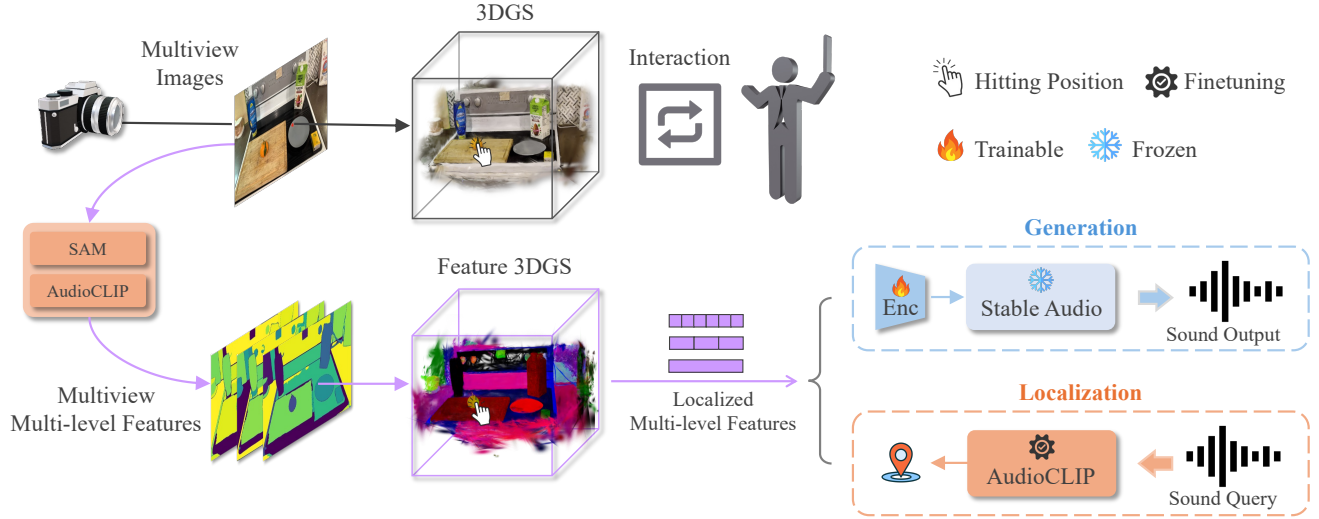 3DGS
Multiview
Images
Interaction
Hitting Position
Finetuning
Trainable
Frozen
SAM
AudioCLIP
Multiview
Multi-level Features
Feature 3DGS
Localized
Multi-level Features
Generation
Enc
Stable Audio
Sound Output
Localization
AudioCLIP
Sound Query